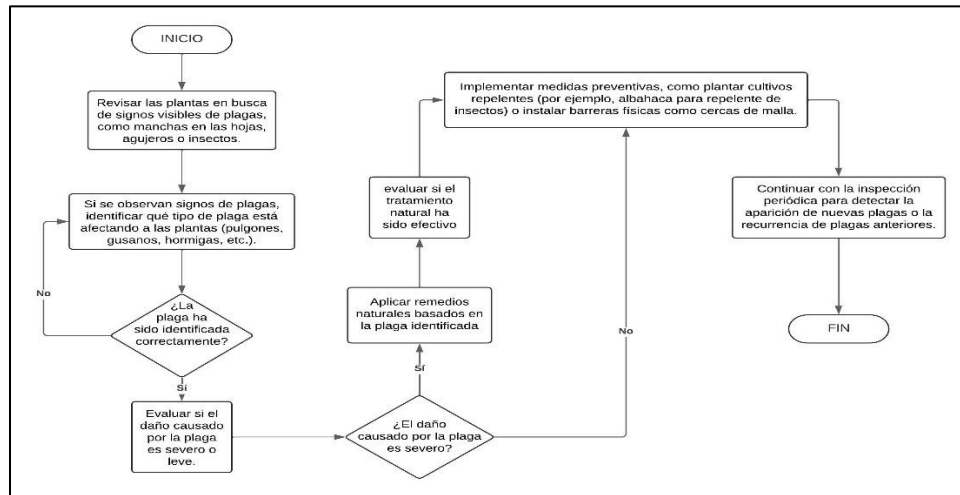 INICIO
Revisar las plantas en busca
de signos visibles de plagas,
como manchas en las hojas,
agujeros o insectos.
Si se observan signos de plagas,
identificar qué tipo de plaga está
afectando a las plantas (pulgones,
gusanos, hormigas, etc.).
No
¿La
plaga ha
sido identificada
correctamente?
Sí
Evaluar si el
daño causado
por la plaga
es severo o
leve.
¿El daño
causado por la plaga
es severo?
Sí
Aplicar remedios
naturales basados en
la plaga identificada
evaluar si el
tratamiento
natural ha
sido efectivo
No
Implementar medidas preventivas, como plantar cultivos
repelentes (por ejemplo, albahaca para repelente de
insectos) o instalar barreras físicas como cercas de malla.
Continuar con la inspección
periódica para detectar la
aparición de nuevas plagas o la
recurrencia de plagas anteriores.
FIN